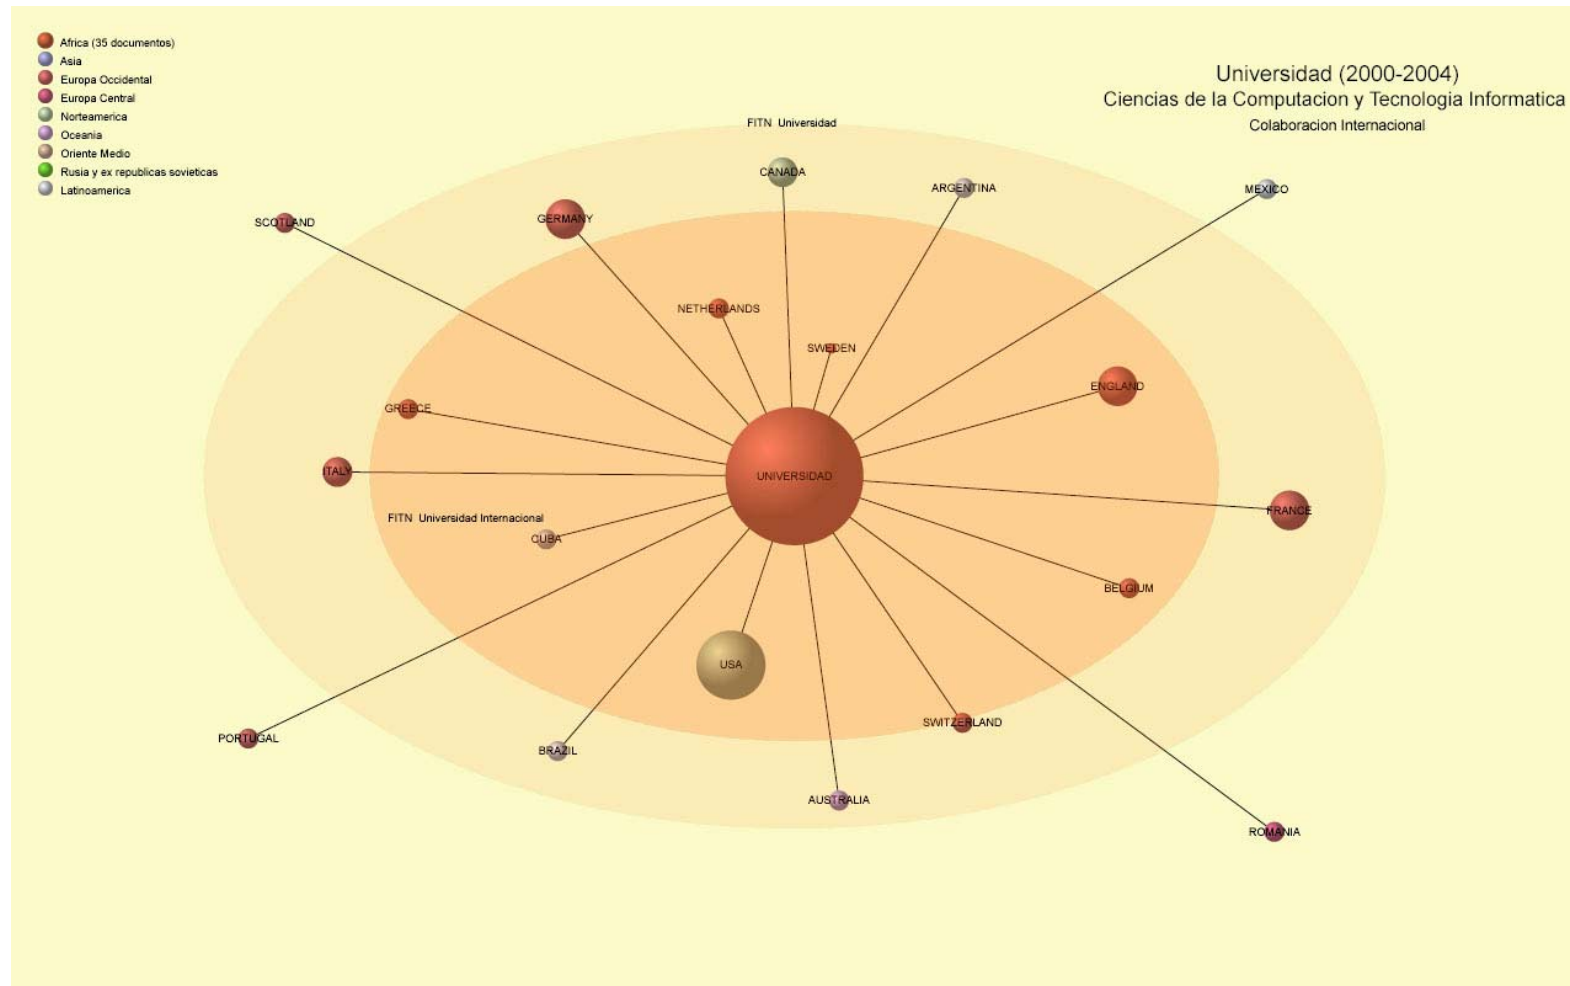 Africa (35 documentos)
Asia
Europa Occidental
Europa Central
Norteamerica
Oceania
Oriente Medio
Rusia y ex republicas sovieticas
Latinoamerica
Universidad (2000-2004)
Ciencias de la Computacion y Tecnologia Informatica
Colaboracion Internacional
FITN Universidad
CANADA
ARGENTINA
MEXICO
SCOTLAND
GERMANY
NETHERLANDS
SWEDEN
ENGLAND
GREECE
ITALY
UNIVERSIDAD
FRANCE
FITN Universidad Internacional
CUBA
BELGIUM
USA
SWITZERLAND
PORTUGAL
BRAZIL
AUSTRALIA
ROMANIA